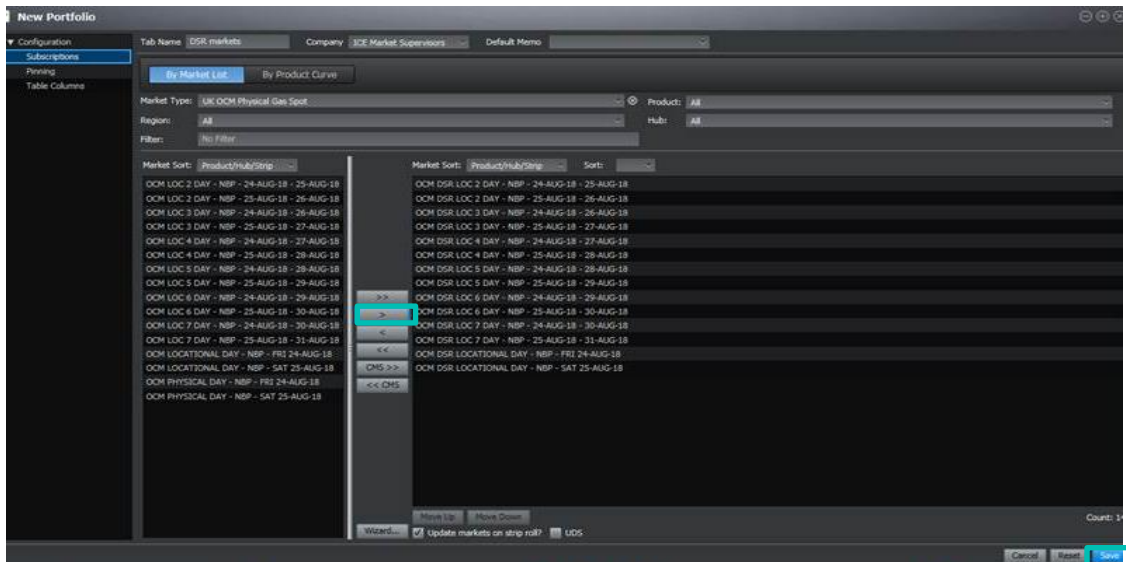 New Portfolio
▼ Configuration
Subscriptions
Pinning
Table Columns
Tab Name DSR markets Company ICE Market Supervisors Default Memo
By Market List By Product Curve
Market Type: UK OCM Physical Gas Spot Product: All
Region: All Hub: All
Filter: No Filter
Market Sort: Product/Hub/Strip
OCM LOC 2 DAY - NBP - 24-AUG-18 - 25-AUG-18
OCM LOC 2 DAY - NBP - 25-AUG-18 - 26-AUG-18
OCM LOC 3 DAY - NBP - 24-AUG-18 - 26-AUG-18
OCM LOC 3 DAY - NBP - 25-AUG-18 - 27-AUG-18
OCM LOC 4 DAY - NBP - 24-AUG-18 - 27-AUG-18
OCM LOC 4 DAY - NBP - 25-AUG-18 - 28-AUG-18
OCM LOC 5 DAY - NBP - 24-AUG-18 - 28-AUG-18
OCM LOC 5 DAY - NBP - 25-AUG-18 - 29-AUG-18
OCM LOC 6 DAY - NBP - 24-AUG-18 - 29-AUG-18
OCM LOC 6 DAY - NBP - 25-AUG-18 - 30-AUG-18
OCM LOC 7 DAY - NBP - 24-AUG-18 - 30-AUG-18
OCM LOC 7 DAY - NBP - 25-AUG-18 - 31-AUG-18
OCM LOCATIONAL DAY - NBP - FRI 24-AUG-18
OCM LOCATIONAL DAY - NBP - SAT 25-AUG-18
OCM PHYSICAL DAY - NBP - FRI 24-AUG-18
OCM PHYSICAL DAY - NBP - SAT 25-AUG-18
>>
>
<
<<
CMS >>
<< CMS
Wizard...
Market Sort: Product/Hub/Strip Sort:
OCM DSR LOC 2 DAY - NBP - 24-AUG-18 - 25-AUG-18
OCM DSR LOC 2 DAY - NBP - 25-AUG-18 - 26-AUG-18
OCM DSR LOC 3 DAY - NBP - 24-AUG-18 - 26-AUG-18
OCM DSR LOC 3 DAY - NBP - 25-AUG-18 - 27-AUG-18
OCM DSR LOC 4 DAY - NBP - 24-AUG-18 - 27-AUG-18
OCM DSR LOC 4 DAY - NBP - 25-AUG-18 - 28-AUG-18
OCM DSR LOC 5 DAY - NBP - 24-AUG-18 - 28-AUG-18
OCM DSR LOC 5 DAY - NBP - 25-AUG-18 - 29-AUG-18
OCM DSR LOC 6 DAY - NBP - 24-AUG-18 - 29-AUG-18
OCM DSR LOC 6 DAY - NBP - 25-AUG-18 - 30-AUG-18
OCM DSR LOC 7 DAY - NBP - 24-AUG-18 - 30-AUG-18
OCM DSR LOC 7 DAY - NBP - 25-AUG-18 - 31-AUG-18
OCM DSR LOCATIONAL DAY - NBP - FRI 24-AUG-18
OCM DSR LOCATIONAL DAY - NBP - SAT 25-AUG-18
Move Up Move Down Count: 14
Update markets on strip roll? UDS
Cancel Reset Save